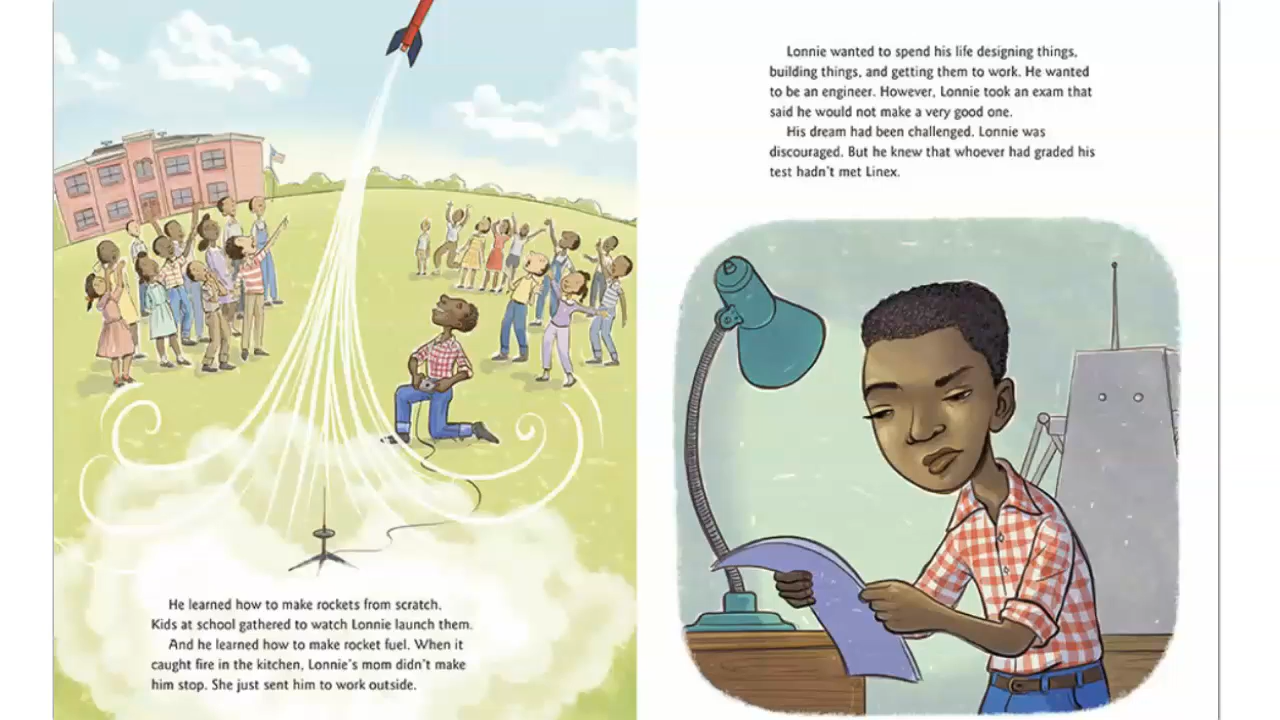 He learned how to make rockets from scratch.
Kids at school gathered to watch Lonnie launch them.
And he learned how to make rocket fuel. When it
caught fire in the kitchen, Lonnie's mom didn't make
him stop. She just sent him to work outside.
Lonnie wanted to spend his life designing things,
building things, and getting them to work. He wanted
to be an engineer. However, Lonnie took an exam that
said he would not make a very good one.
His dream had been challenged. Lonnie was
discouraged. But he knew that whoever had graded his
test hadn't met Linex.